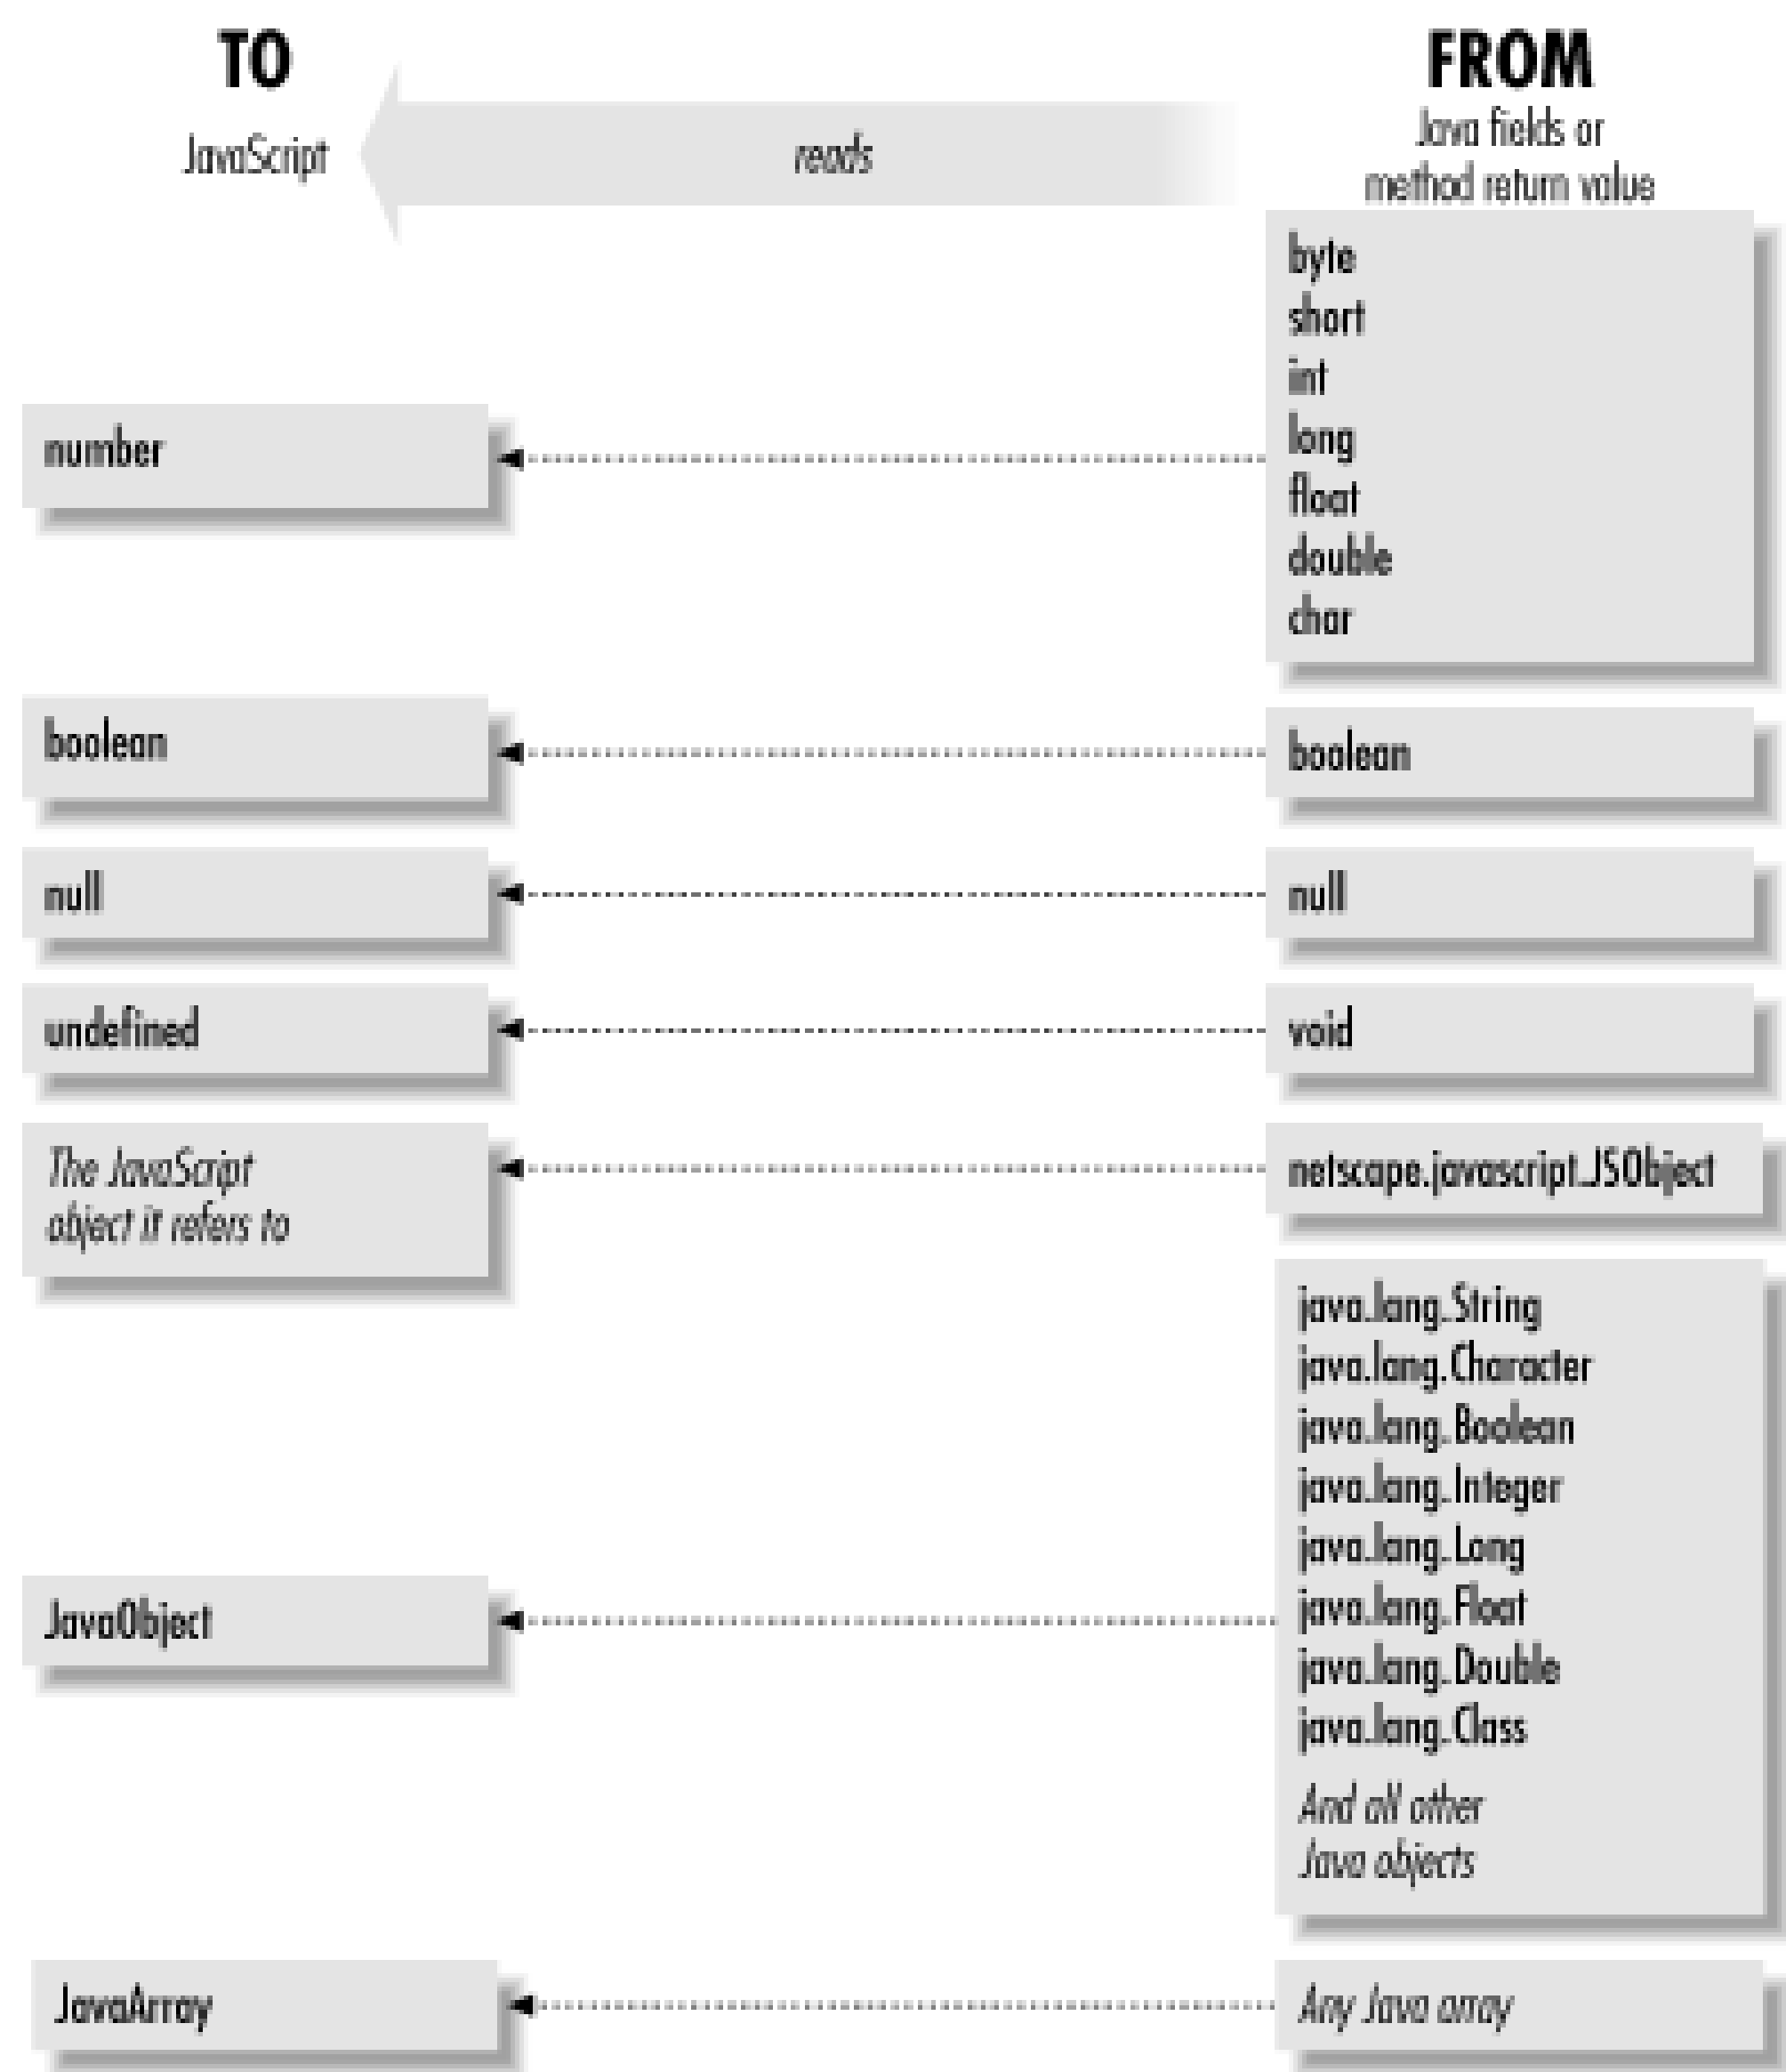 TO
FROM
JavaScript
reads
Java fields or
method return value
byte
short
int
long
float
double
char
number
boolean
boolean
null
null
undefined
void
The JavaScript
object it refers to
netscape.javascript.JSObject
java.lang.String
java.lang.Character
java.lang.Boolean
java.lang.Integer
java.lang.Long
java.lang.Float
java.lang.Double
java.lang.Class
And all other
Java objects
JavaObject
JavaArray
Any Java array